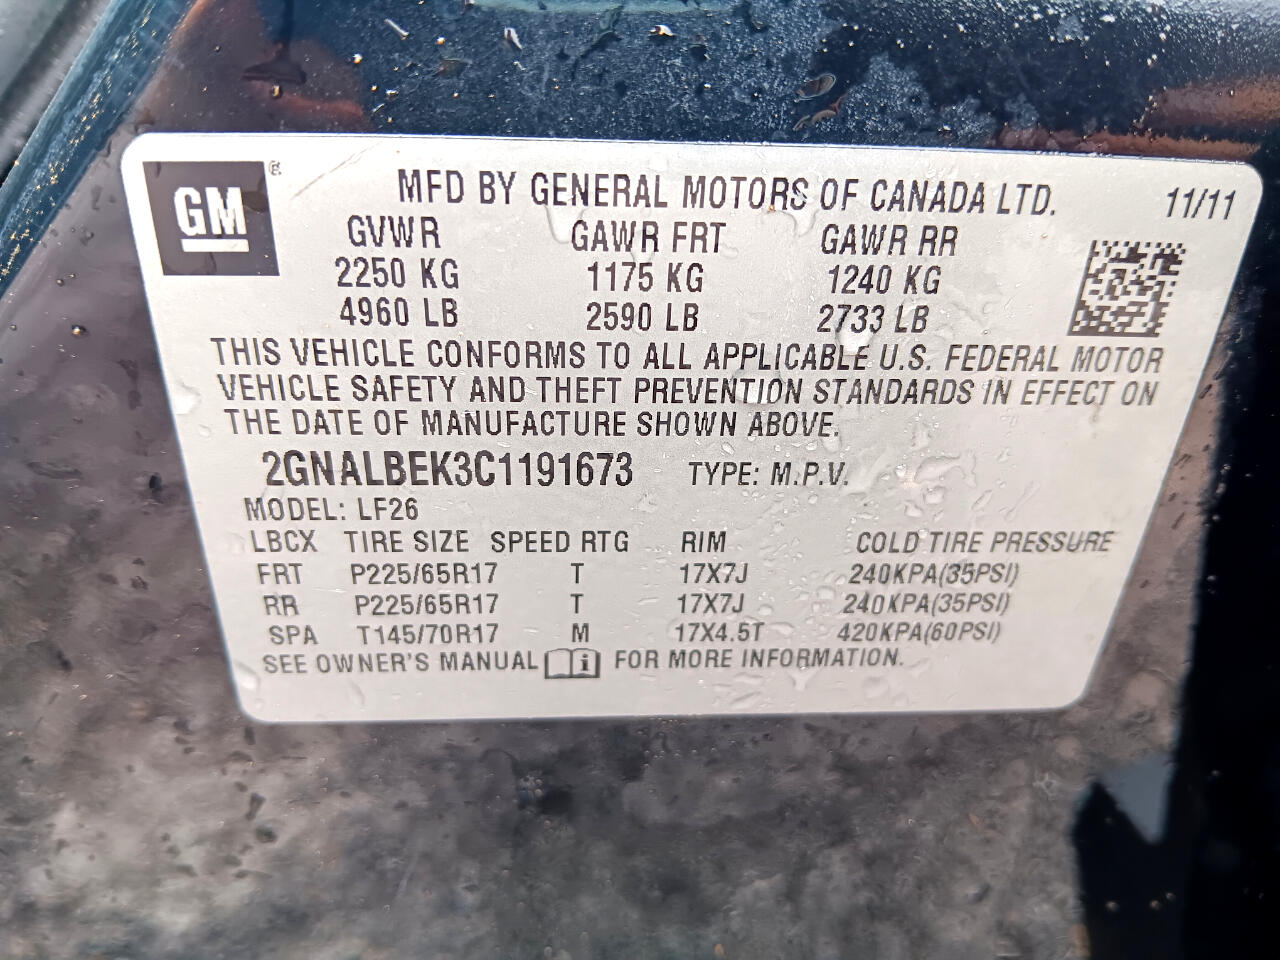 GM ®
MFD BY GENERAL MOTORS OF CANADA LTD. 11/11
GVWR GAWR FRT GAWR RR
2250 KG 1175 KG 1240 KG
4960 LB 2590 LB 2733 LB
THIS VEHICLE CONFORMS TO ALL APPLICABLE U.S. FEDERAL MOTOR
VEHICLE SAFETY AND THEFT PREVENTION STANDARDS IN EFFECT ON
THE DATE OF MANUFACTURE SHOWN ABOVE.
2GNALBEK3C1191673 TYPE: M.P.V.
MODEL: LF26
LBCX TIRE SIZE SPEED RTG RIM COLD TIRE PRESSURE
FRT P225/65R17 T 17X7J 240KPA(35PSI)
RR P225/65R17 T 17X7J 240KPA(35PSI)
SPA T145/70R17 M 17X4.5T 420KPA(60PSI)
SEE OWNER'S MANUAL i FOR MORE INFORMATION.